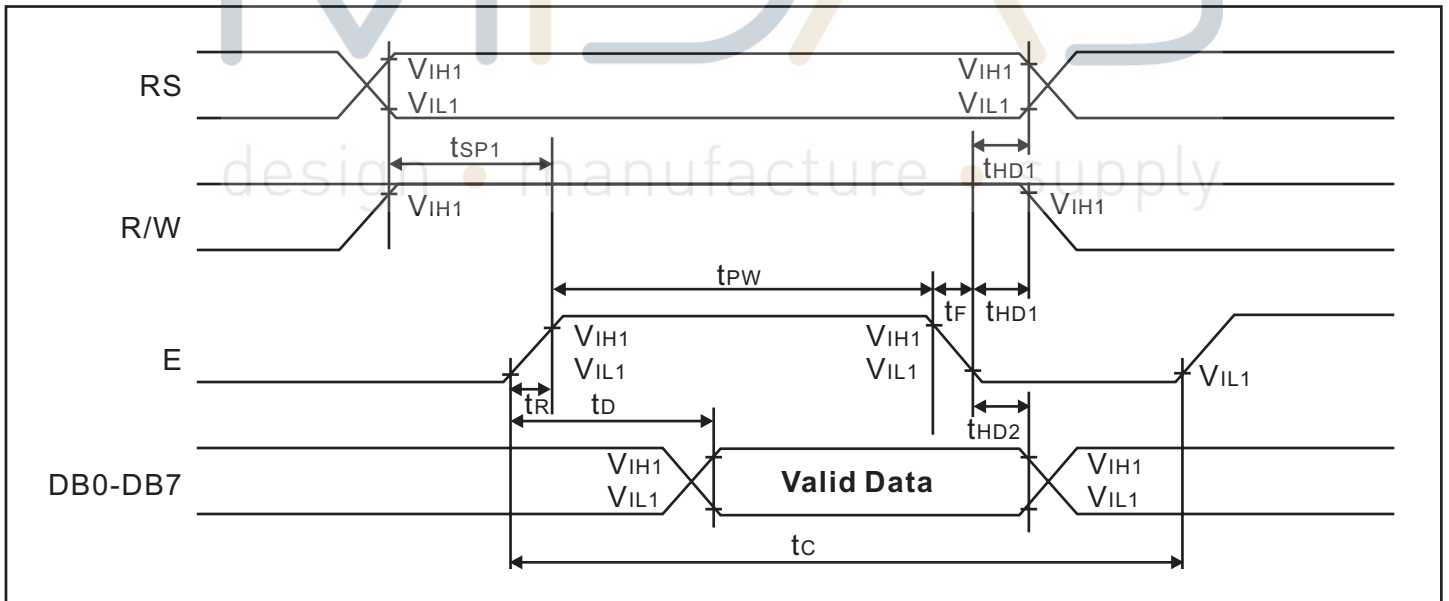 MIDAS
design • manufacture • supply
RS
VIH1
VIL1
VIH1
VIL1
tSP1
tHD1
R/W
VIH1
VIH1
tPW
tF
tHD1
E
VIH1
VIL1
VIH1
VIL1
VIL1
tR
tD
tHD2
DB0-DB7
VIH1
VIL1
Valid Data
VIH1
VIL1
tC